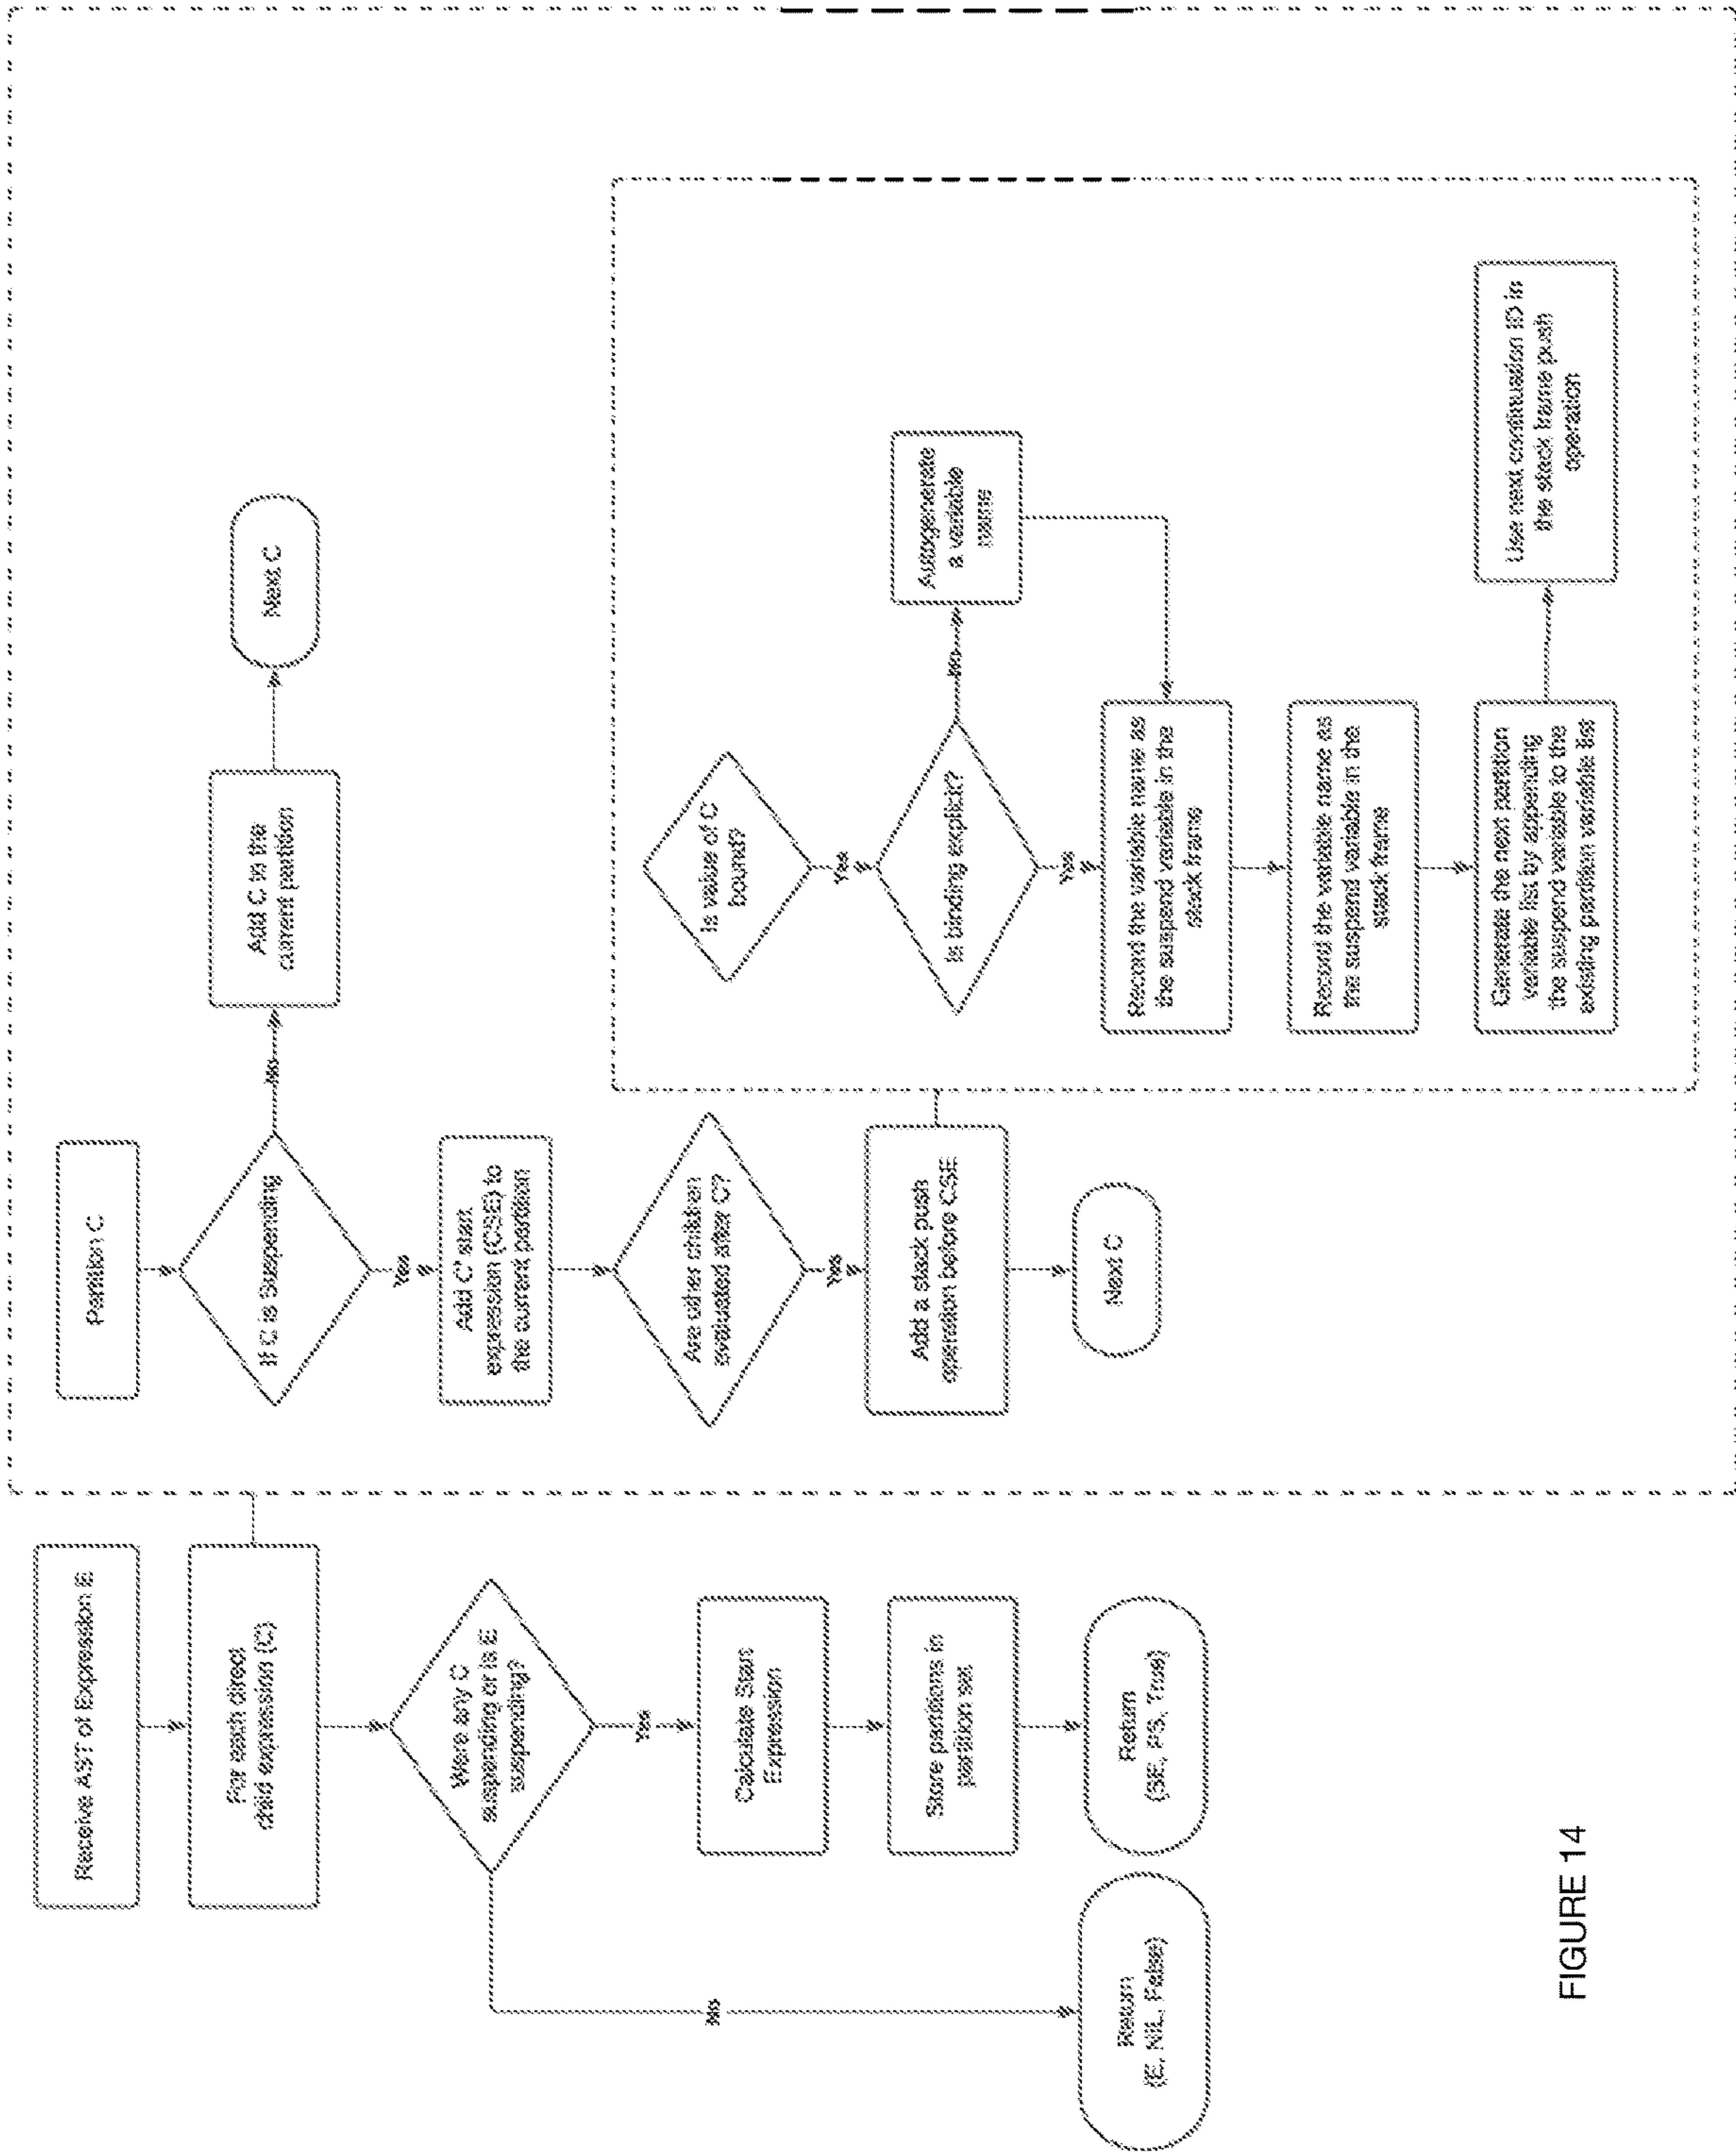 Receive AST of Expression E
For each direct
child expression (C)
Were any C
suspending or is E
suspending?
Yes
No
Calculate Start
Expression
Store partitions in
partition set
Return
(SE, PS, True)
Return
(E, NIL, False)
Partition C
If C is Suspending
No
Add C to the
current partition
Next C
Yes
Add C' start
expression (CSE) to
the current partition
Are other children
evaluated after C?
Yes
Add a stack push
operation before CSE
Next C
Is value of C
bound?
Yes
Is binding explicit?
No
Autogenerate
a variable
name
Yes
Record the variable name as
the suspend variable in the
stack frame
Record the variable name as
the suspend variable in the
stack frame
Generate the next partition
variable list by appending
the suspend variable to the
existing partition variable list
Use next continuation ID in
the stack frame push
operation
FIGURE 14